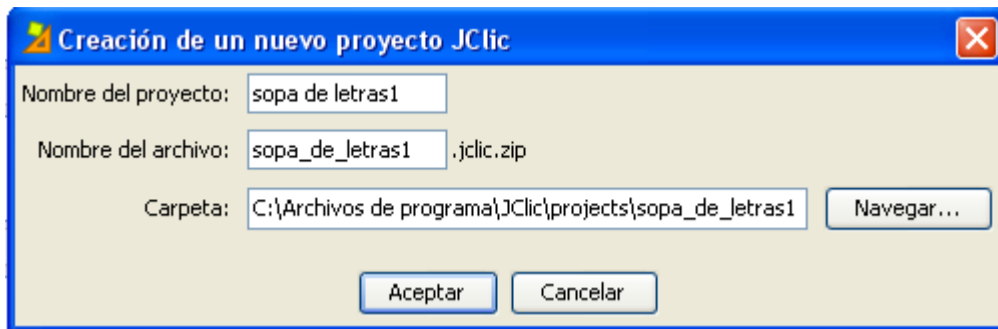 Creación de un nuevo proyecto JClic
Nombre del proyecto: sopa de letras1
Nombre del archivo: sopa_de_letras1 .jclic.zip
Carpeta: C:\Archivos de programa\JClic\projects\sopa_de_letras1 Navegar...
Aceptar Cancelar